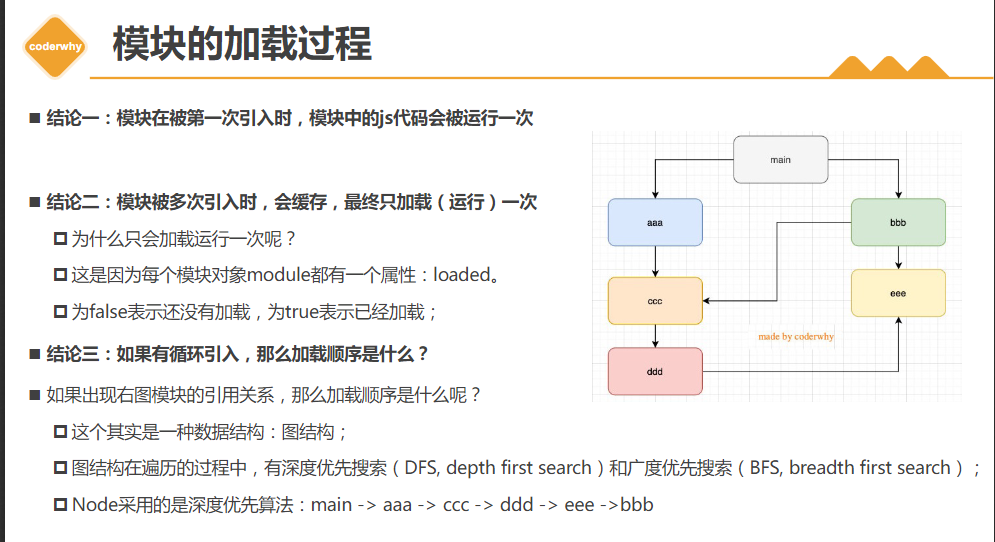 coderwhy
模块的加载过程
结论一：模块在被第一次引入时，模块中的js代码会被运行一次
结论二：模块被多次引入时，会缓存，最终只加载（运行）一次
为什么只会加载运行一次呢？
这是因为每个模块对象module都有一个属性：loaded。
为false表示还没有加载，为true表示已经加载；
结论三：如果有循环引入，那么加载顺序是什么？
如果出现右图模块的引用关系，那么加载顺序是什么呢？
这个其实是一种数据结构：图结构；
图结构在遍历的过程中，有深度优先搜索（DFS, depth first search）和广度优先搜索（BFS, breadth first search）；
Node采用的是深度优先算法：main -> aaa -> ccc -> ddd -> eee ->bbb
main
aaa
bbb
ccc
eee
made by coderwhy
ddd